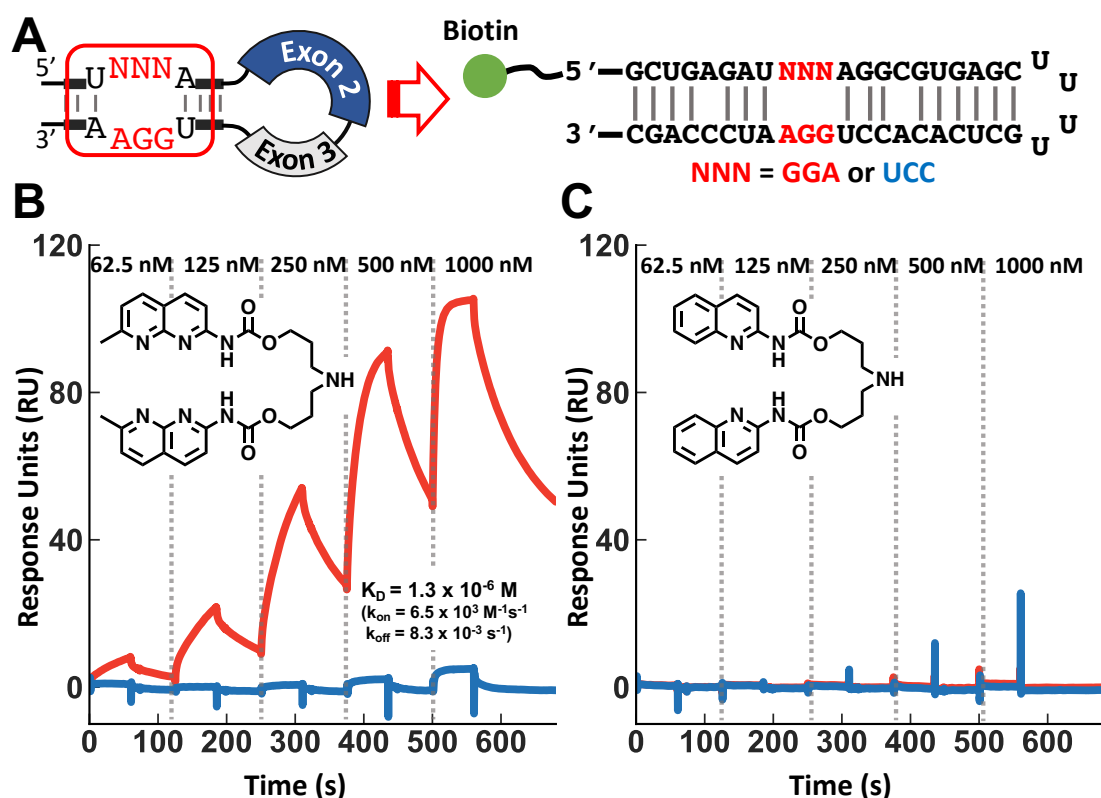 A
Biotin
5' U NNN A
3' A AGG U
Exon 2
Exon 3
5'
GCUGAGAU NNN AGGCGUGAGC
U
U
U
U
3'
CGACCCUA AGG UCCACACUCG
NNN = GGA or UCC
B
Response Units (RU)
120
80
40
0
62.5 nM
125 nM
250 nM
500 nM
1000 nM
N
N
N
H
O
O
NH
N
N
N
H
O
O
K_D = 1.3 x 10⁻⁶ M
(k_on = 6.5 x 10³ M⁻¹s⁻¹
k_off = 8.3 x 10⁻³ s⁻¹)
0 100 200 300 400 500 600
Time (s)
C
Response Units (RU)
120
80
40
0
62.5 nM
125 nM
250 nM
500 nM
1000 nM
N
N
H
O
O
NH
N
N
H
O
O
0 100 200 300 400 500 600
Time (s)